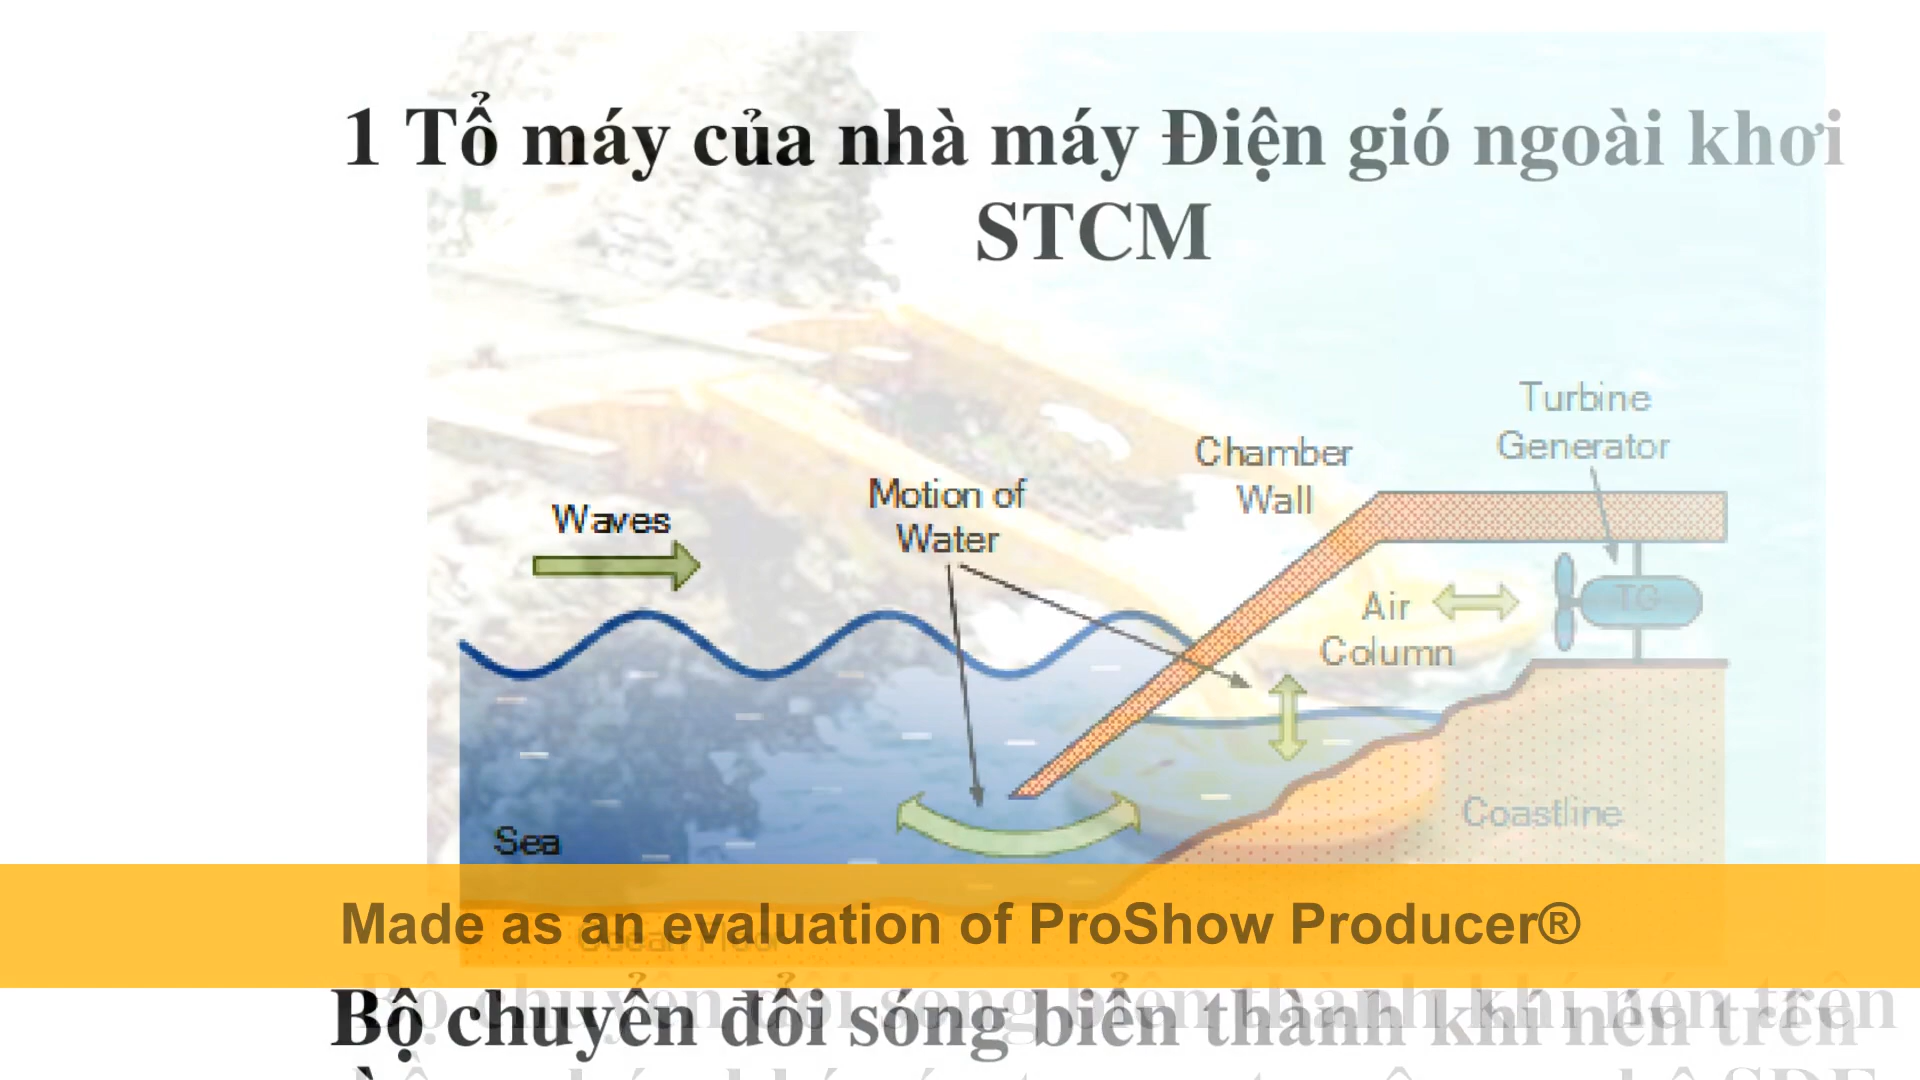 1 Tổ máy của nhà máy Điện gió ngoài khơi
STCM
Turbine
Generator
Chamber
Wall
Motion of
Water
Waves
Air
Column
TG
Coastline
Sea
Ocean Floor
Made as an evaluation of ProShow Producer®
Bộ chuyển đổi sóng biển thành khí nén trên